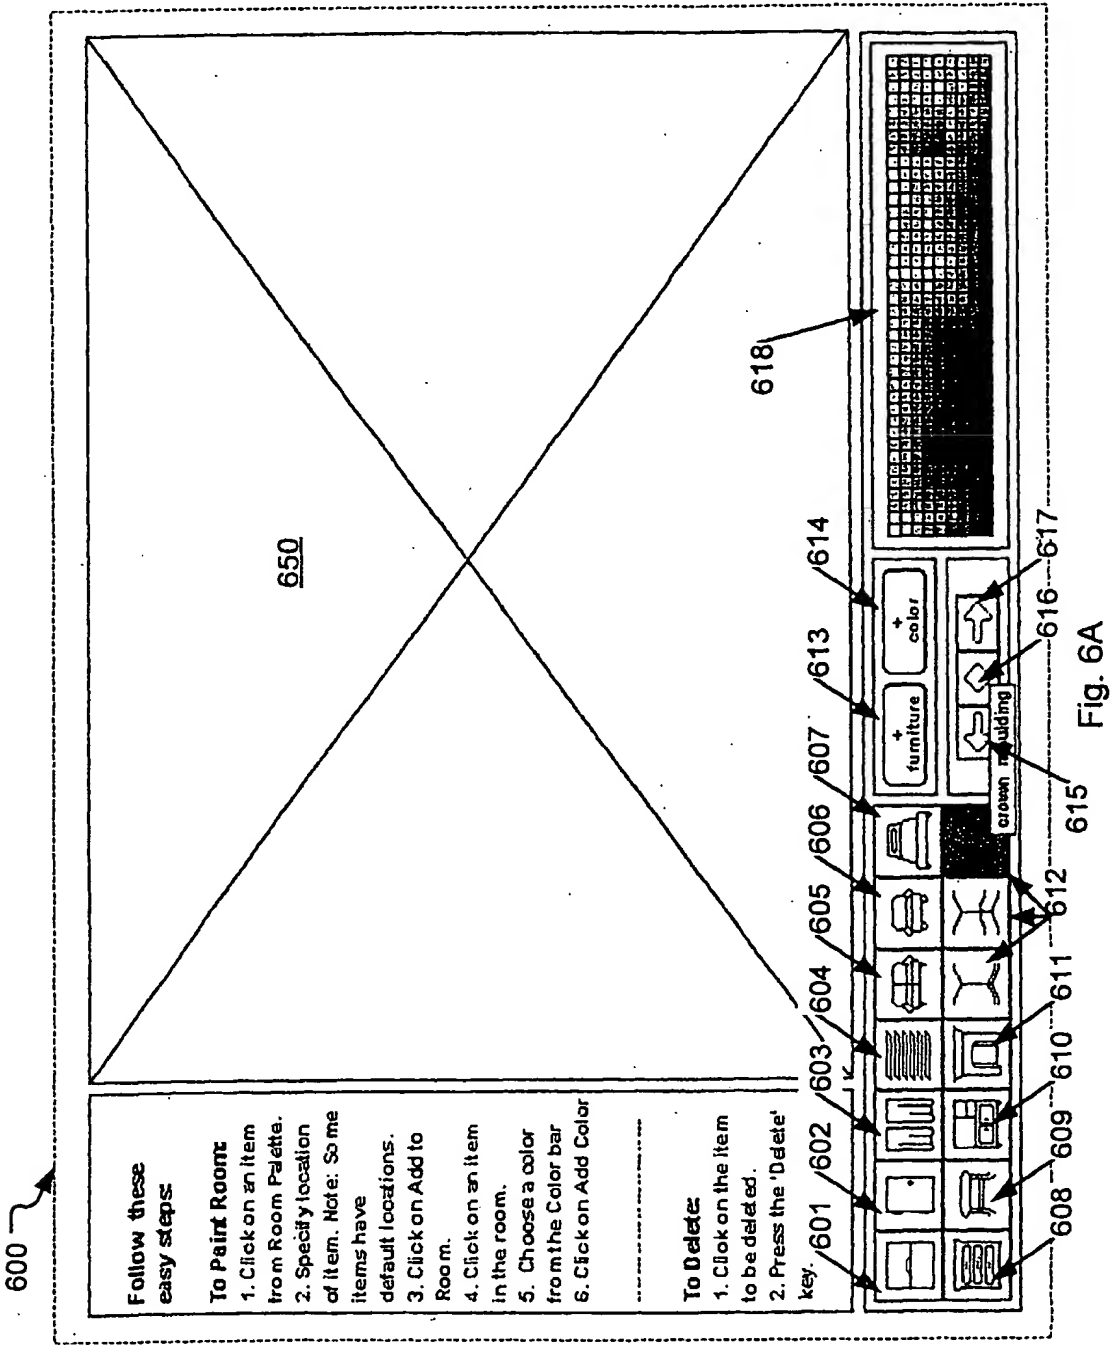 600
Follow these
easy steps:
To Paint Room:
1. Click on an item
from Room Palette.
2. Specify location
of item. Note: Some
items have
default locations.
3. Click on Add to
Room.
4. Click on an item
in the room.
5. Choose a color
from the Color bar
6. Click on Add Color
To Delete:
1. Click on the item
to be deleted.
2. Press the 'Delete'
key.
650
618
601
602
603
604
605
606
607
613
614
+
furniture
+
color
crown moulding
608
609
610
611
612
615
616
617
Fig. 6A